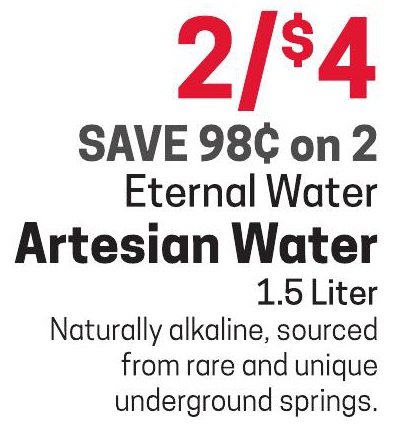 2/$4
SAVE 98¢ on 2
Eternal Water
Artesian Water
1.5 Liter
Naturally alkaline, sourced
from rare and unique
underground springs.